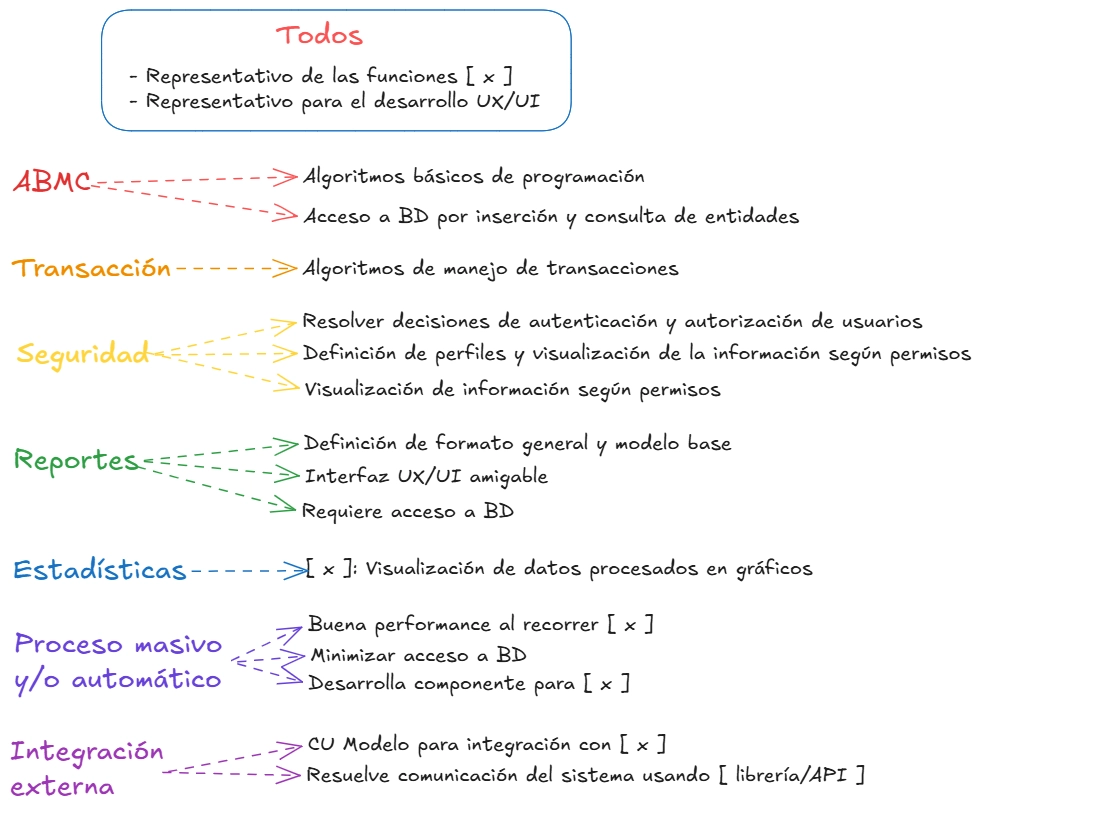 Todos
- Representativo de las funciones [ x ]
- Representativo para el desarrollo UX/UI
ABMC
Algoritmos básicos de programación
Acceso a BD por inserción y consulta de entidades
Transacción
Algoritmos de manejo de transacciones
Seguridad
Resolver decisiones de autenticación y autorización de usuarios
Definición de perfiles y visualización de la información según permisos
Visualización de información según permisos
Reportes
Definición de formato general y modelo base
Interfaz UX/UI amigable
Requiere acceso a BD
Estadísticas
[ x ]: Visualización de datos procesados en gráficos
Proceso masivo
y/o automático
Buena performance al recorrer [ x ]
Minimizar acceso a BD
Desarrolla componente para [ x ]
Integración
externa
CU Modelo para integración con [ x ]
Resuelve comunicación del sistema usando [ librería/API ]